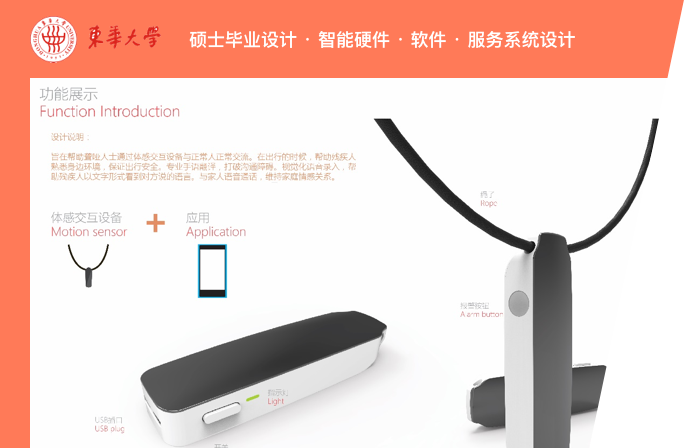 東華大學
硕士毕业设计 · 智能硬件 · 软件 · 服务系统设计
功能展示
Function Introduction
设计说明：
旨在帮助聋哑人士通过体感交互设备与正常人正常交流。在出行的时候，帮助残疾人
熟悉身边环境，保证出行安全。专业手语翻译，打破沟通障碍。视觉化语音录入，帮
助残疾人以文字形式看到对方说的语言。与家人语音通话，维持家庭情感关系。
体感交互设备
Motion sensor
+
应用
Application
绳子
Rope
报警按钮
Alarm button
指示灯
Light
USB接口
USB plug
开关